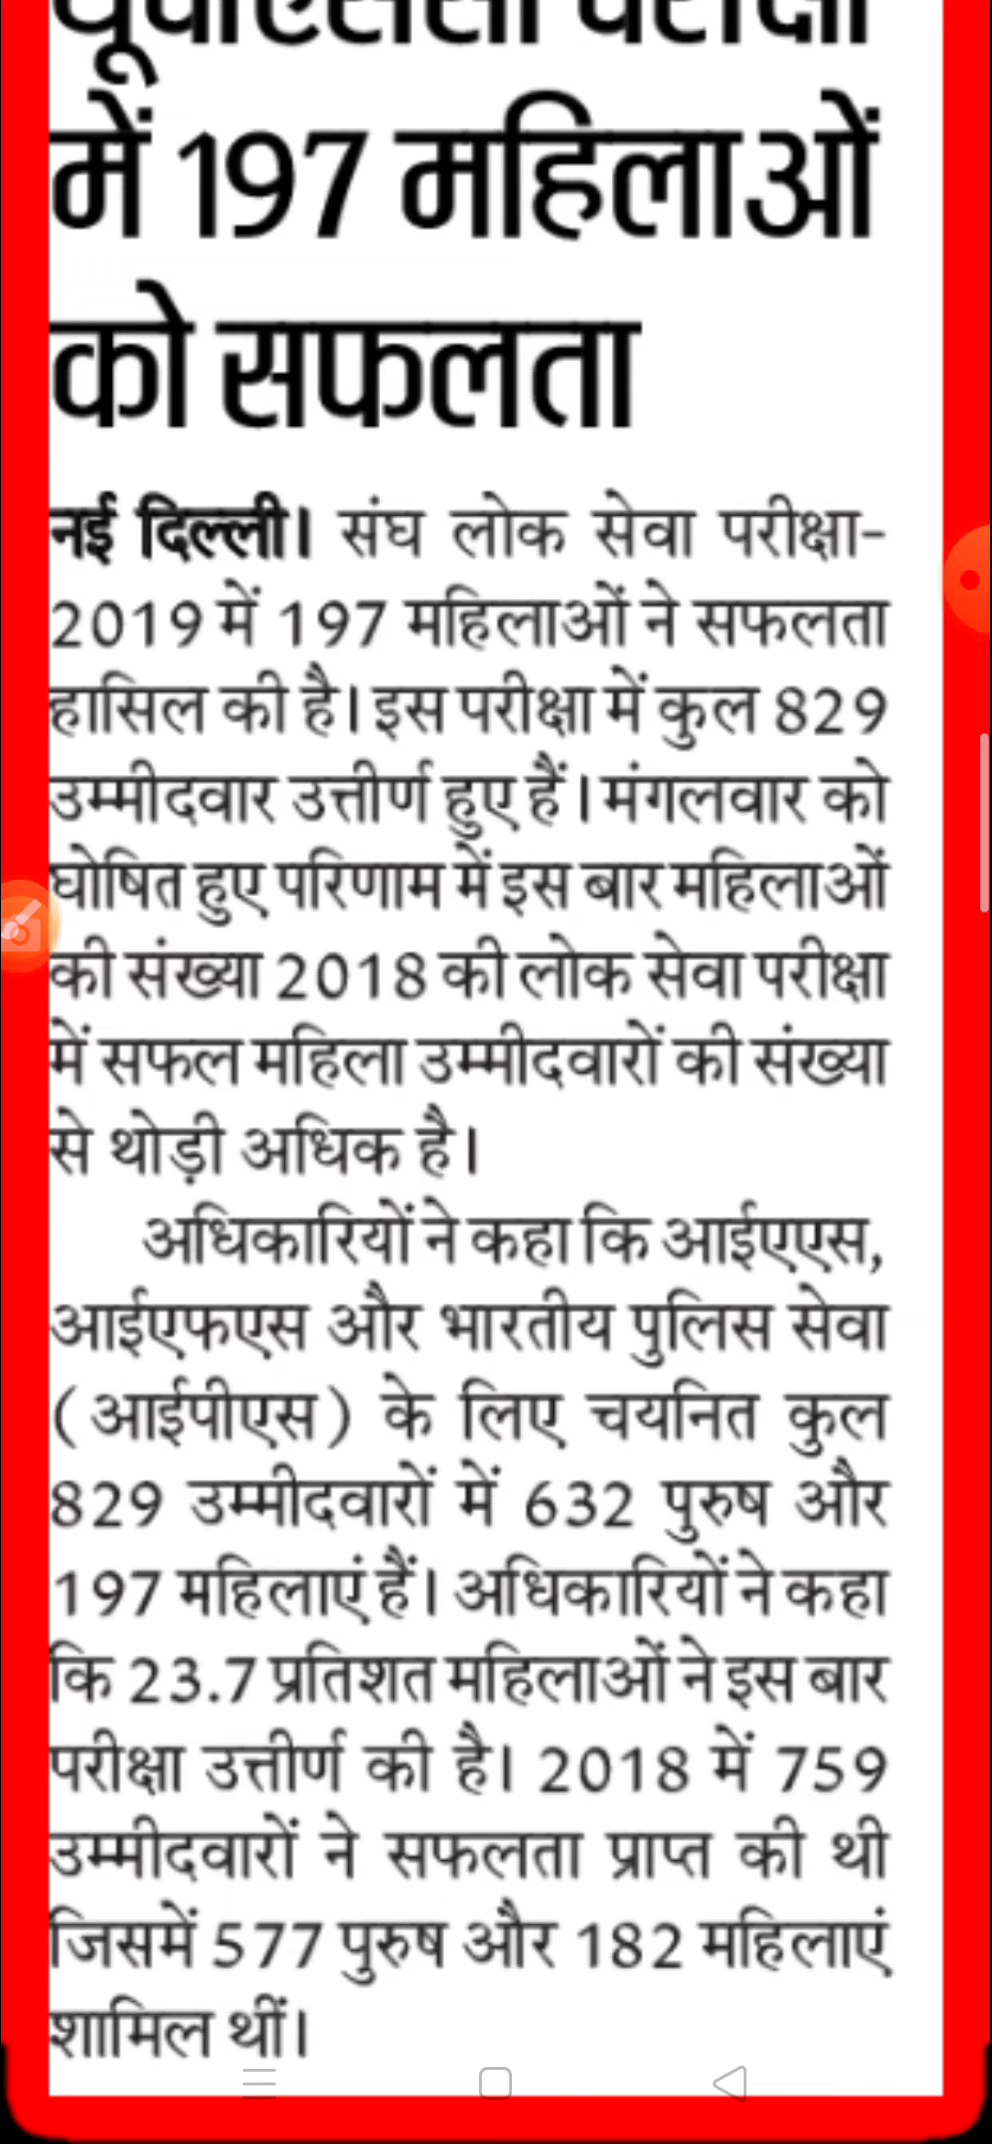 यूपीएससी परीक्षा
में 197 महिलाओं
को सफलता
नई दिल्ली। संघ लोक सेवा परीक्षा-
2019 में 197 महिलाओं ने सफलता
हासिल की है। इस परीक्षा में कुल 829
उम्मीदवार उत्तीर्ण हुए हैं। मंगलवार को
घोषित हुए परिणाम में इस बार महिलाओं
की संख्या 2018 की लोक सेवा परीक्षा
में सफल महिला उम्मीदवारों की संख्या
से थोड़ी अधिक है।
अधिकारियों ने कहा कि आईएएस,
आईएफएस और भारतीय पुलिस सेवा
(आईपीएस) के लिए चयनित कुल
829 उम्मीदवारों में 632 पुरुष और
197 महिलाएं हैं। अधिकारियों ने कहा
कि 23.7 प्रतिशत महिलाओं ने इस बार
परीक्षा उत्तीर्ण की है। 2018 में 759
उम्मीदवारों ने सफलता प्राप्त की थी
जिसमें 577 पुरुष और 182 महिलाएं
शामिल थीं।